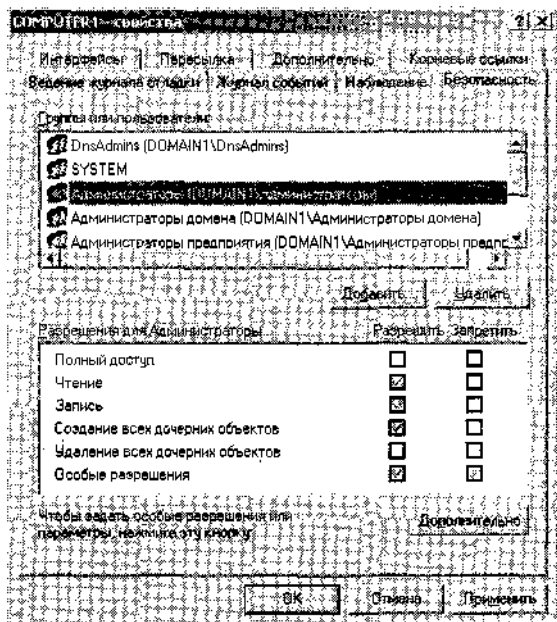 COMPUTER1 - свойства
Интерфейсы Пересылка Дополнительно Корневые ссылки
Ведение журнала отладки Журнал событий Наблюдение Безопасность
Группы или пользователи:
DnsAdmins (DOMAIN1\DnsAdmins)
SYSTEM
Администраторы (DOMAIN1\Администраторы)
Администраторы домена (DOMAIN1\Администраторы домена)
Администраторы предприятия (DOMAIN1\Администраторы предпр
Добавить... Удалить
Разрешения для Администраторы Разрешить Запретить
Полный доступ
Чтение
Запись
Создание всех дочерних объектов
Удаление всех дочерних объектов
Особые разрешения
Чтобы задать особые разрешения или
параметры, нажмите эту кнопку.
Дополнительно
OK Отмена Применить